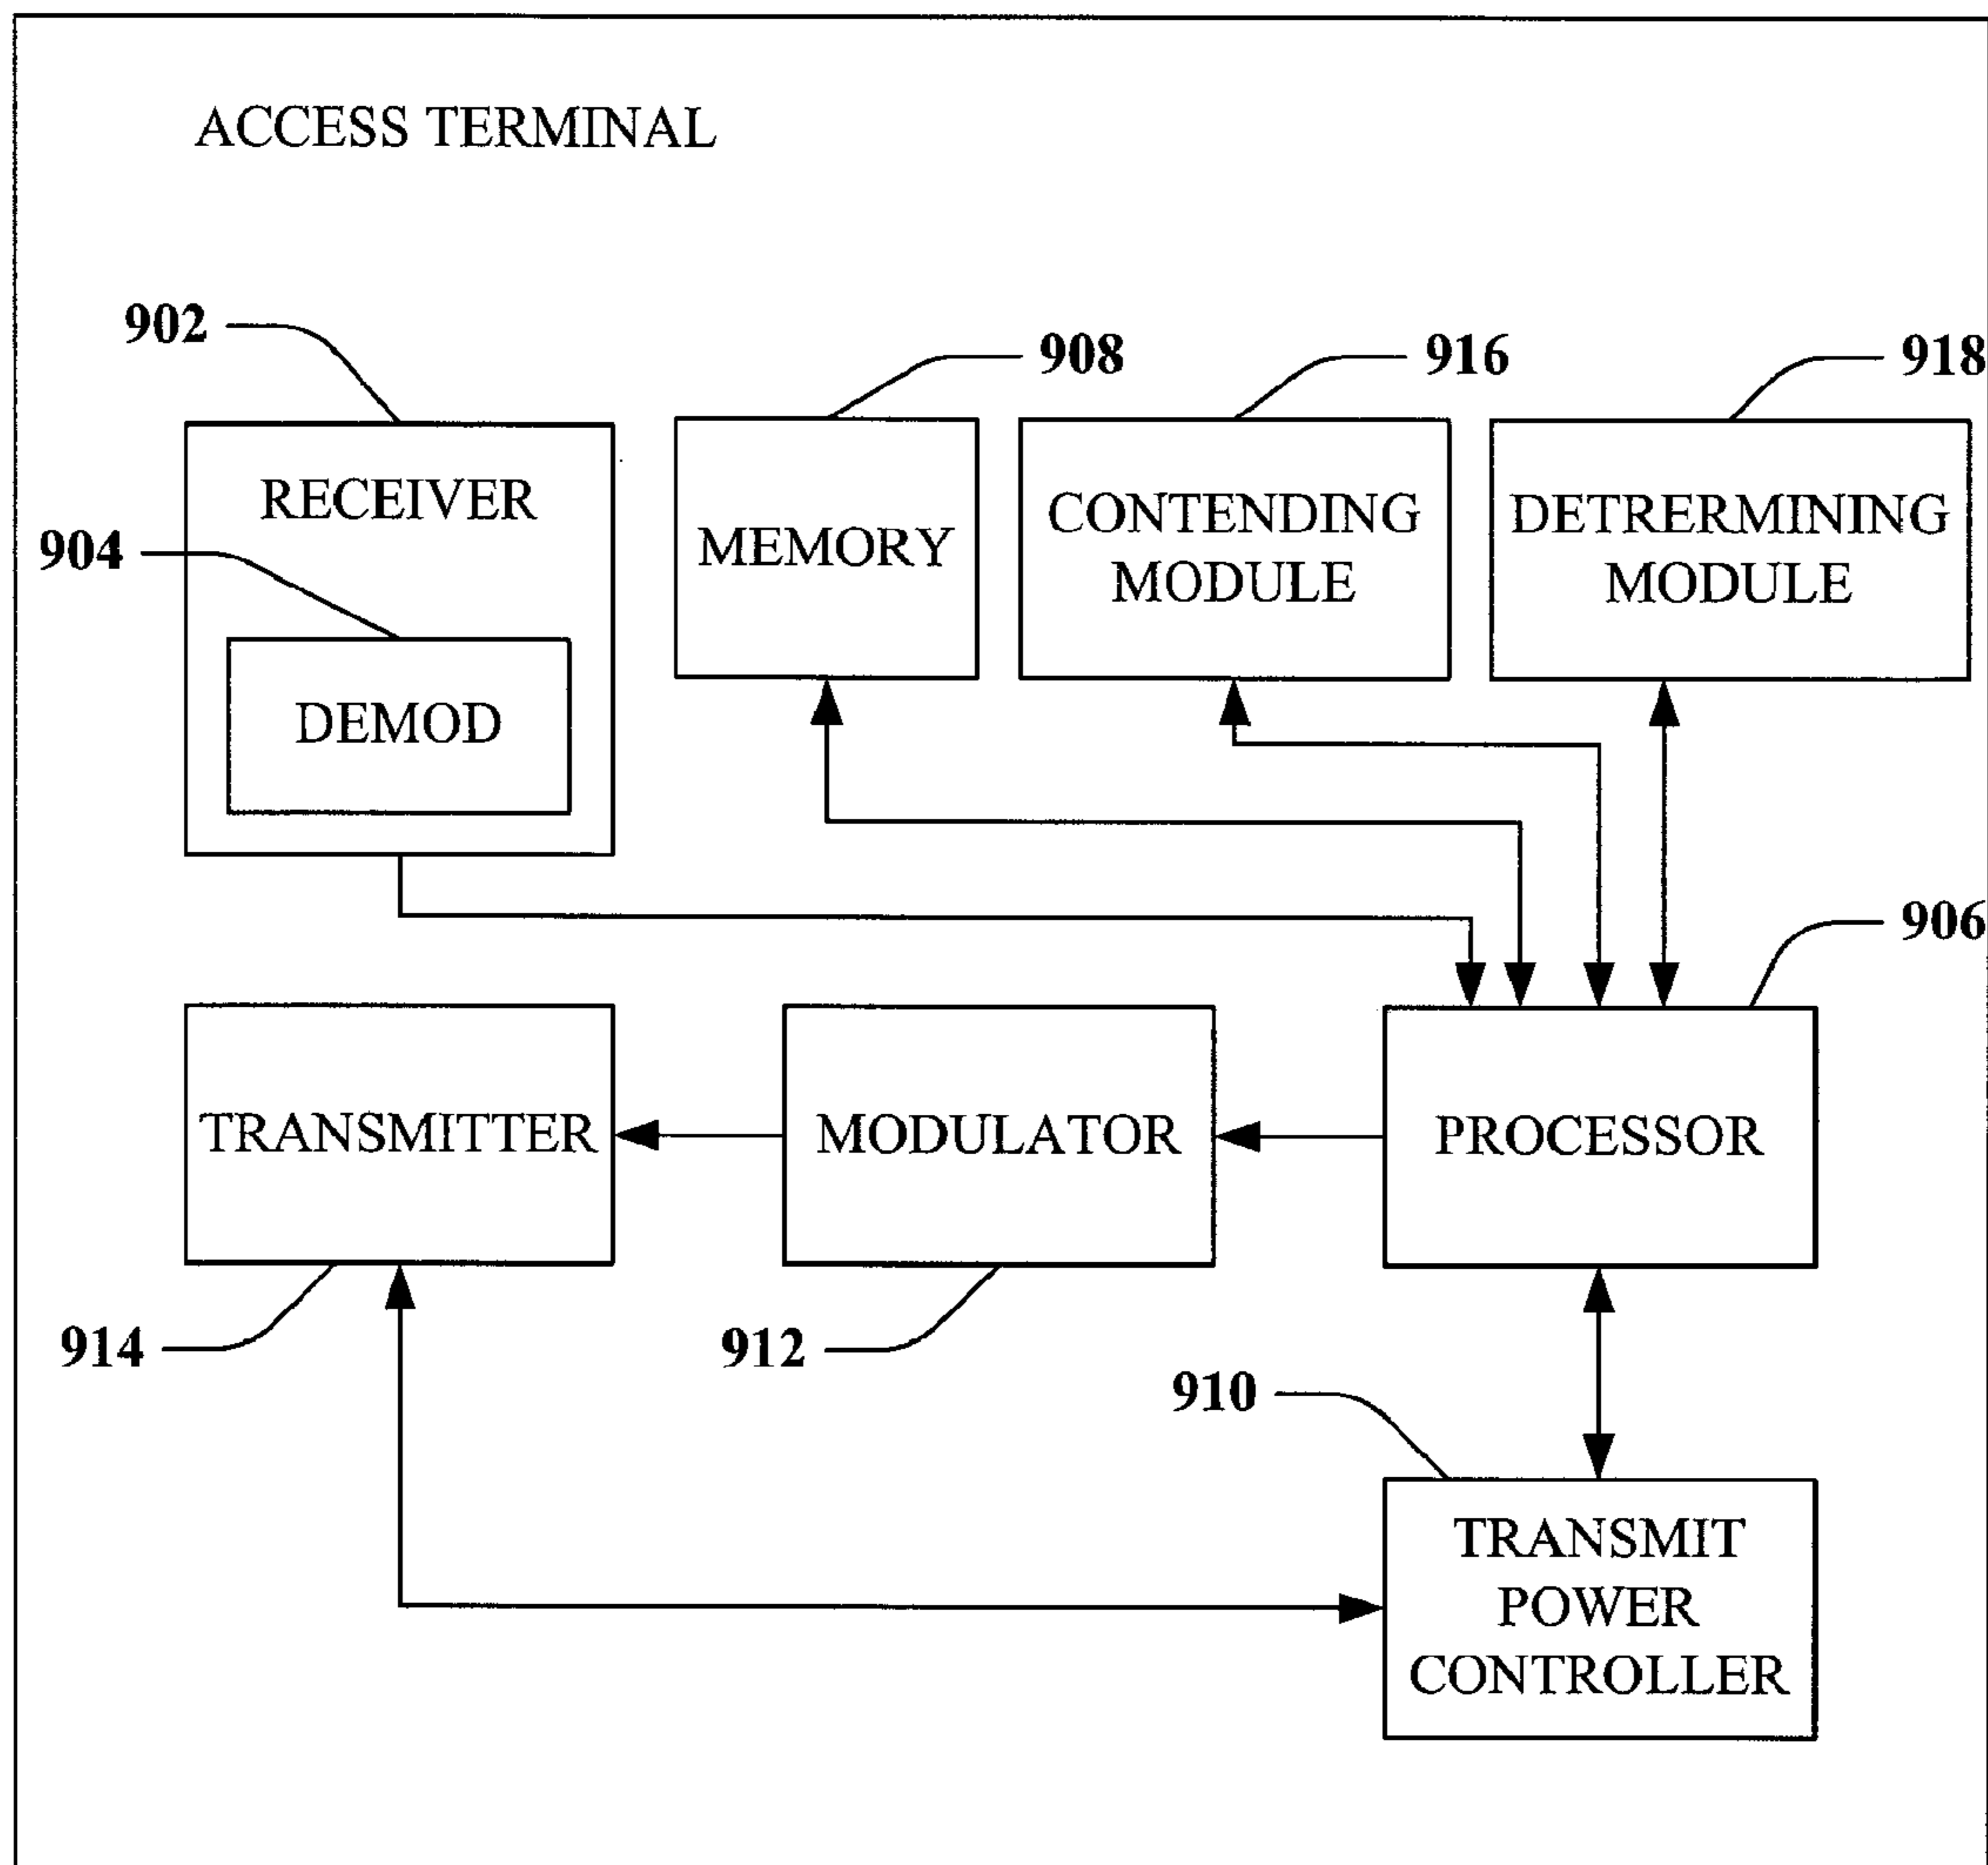 ACCESS TERMINAL
902
908
916
918
RECEIVER
904
DEMOD
MEMORY
CONTENDING
MODULE
DETRERMINING
MODULE
906
TRANSMITTER
MODULATOR
PROCESSOR
914
912
910
TRANSMIT
POWER
CONTROLLER